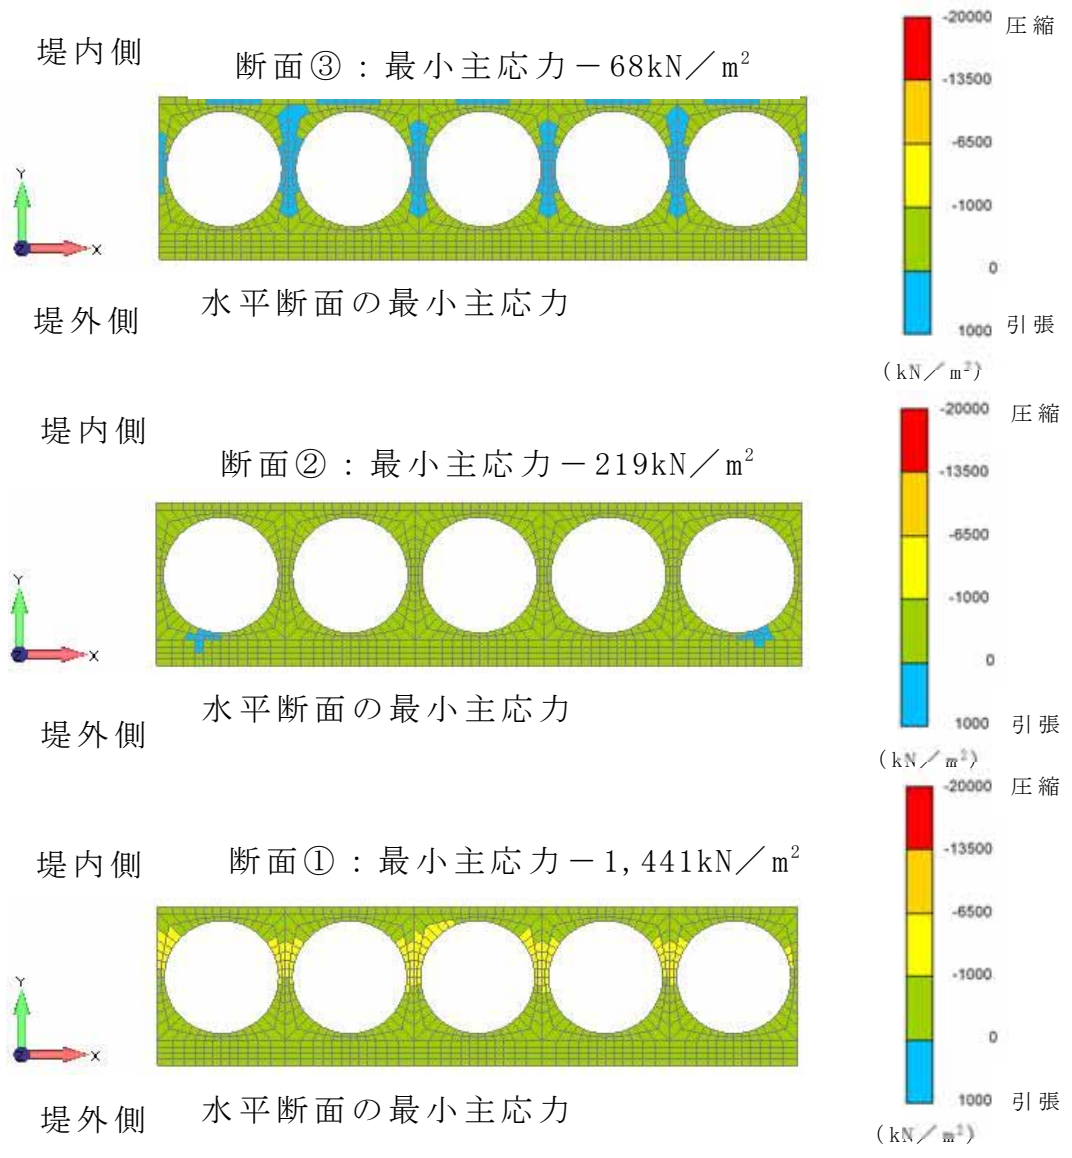 堤内側
断面③：最小主応力－68kN／m²
-20000 圧縮
-13500
-6500
-1000
0
1000 引張
(kN／m²)
Y
Z X
堤外側
水平断面の最小主応力
堤内側
断面②：最小主応力－219kN／m²
-20000 圧縮
-13500
-6500
-1000
0
1000 引張
(kN／m²)
Y
Z X
堤外側
水平断面の最小主応力
堤内側
断面①：最小主応力－1,441kN／m²
-20000 圧縮
-13500
-6500
-1000
0
1000 引張
(kN／m²)
Y
Z X
堤外側
水平断面の最小主応力